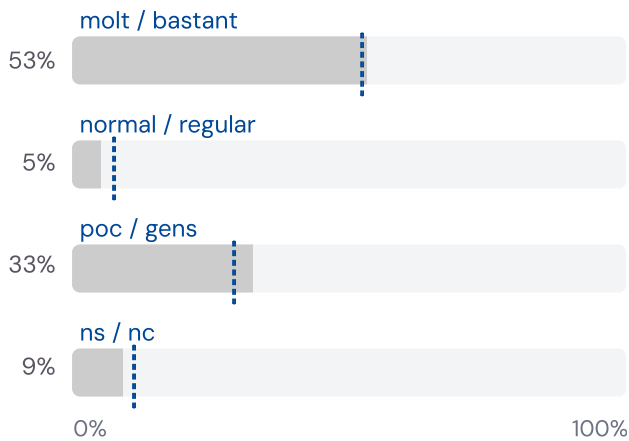 molt / bastant
53%
normal / regular
5%
poc / gens
33%
ns / nc
9%
0% 100%